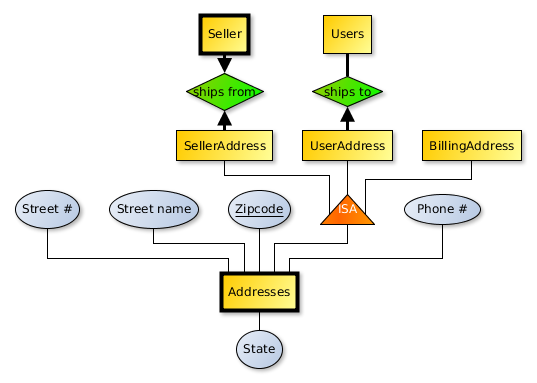 Seller
Users
ships from
ships to
SellerAddress
UserAddress
BillingAddress
Street #
Street name
Zipcode
ISA
Phone #
Addresses
State